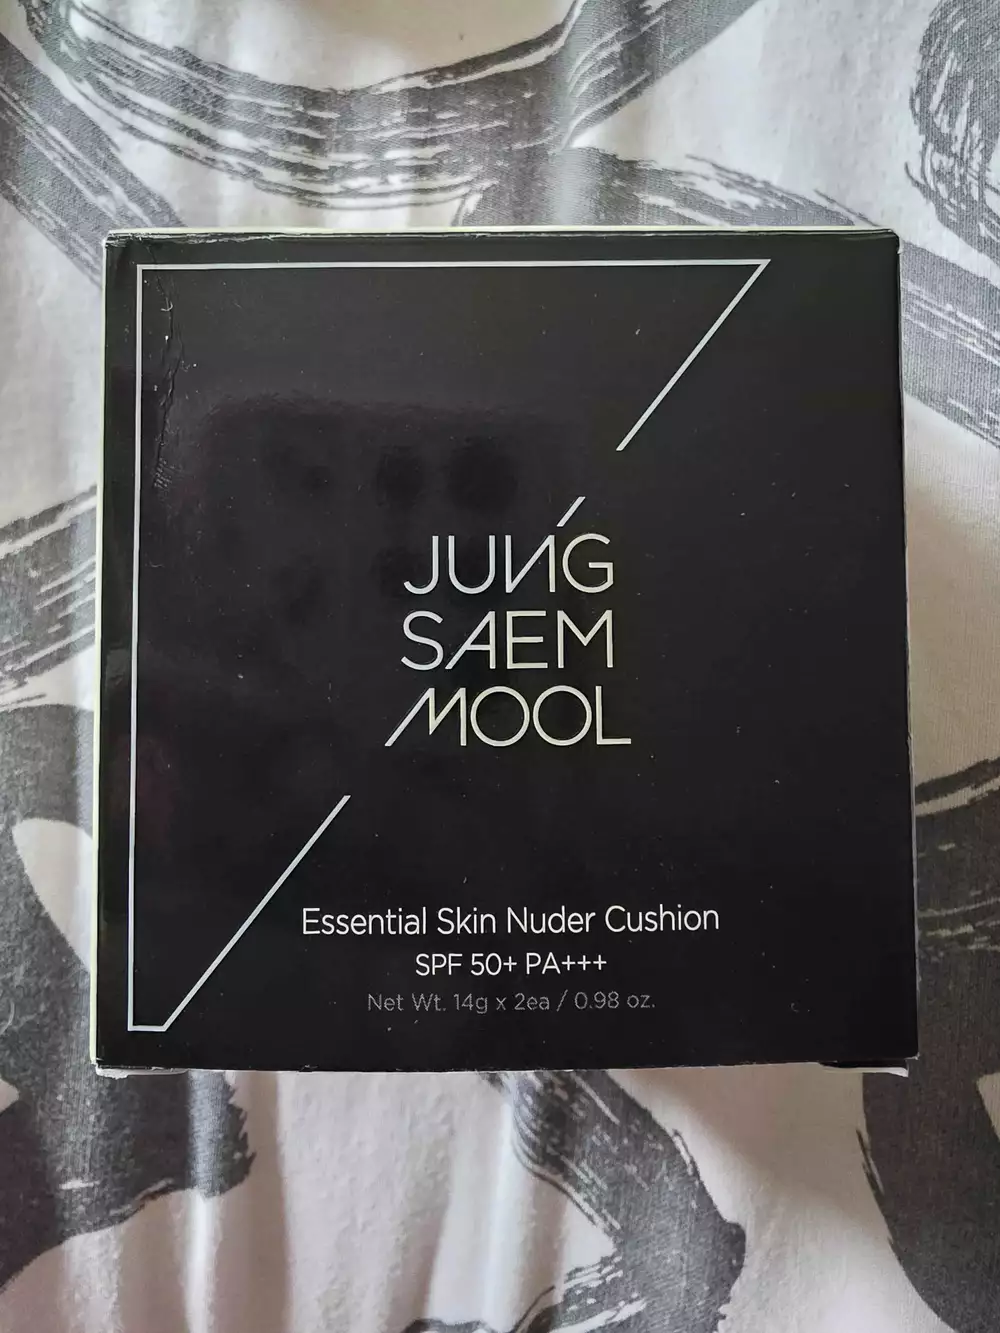 JUNG
SAEM
MOOL
Essential Skin Nuder Cushion
SPF 50+ PA+++
Net Wt. 14g x 2ea / 0.98 oz.